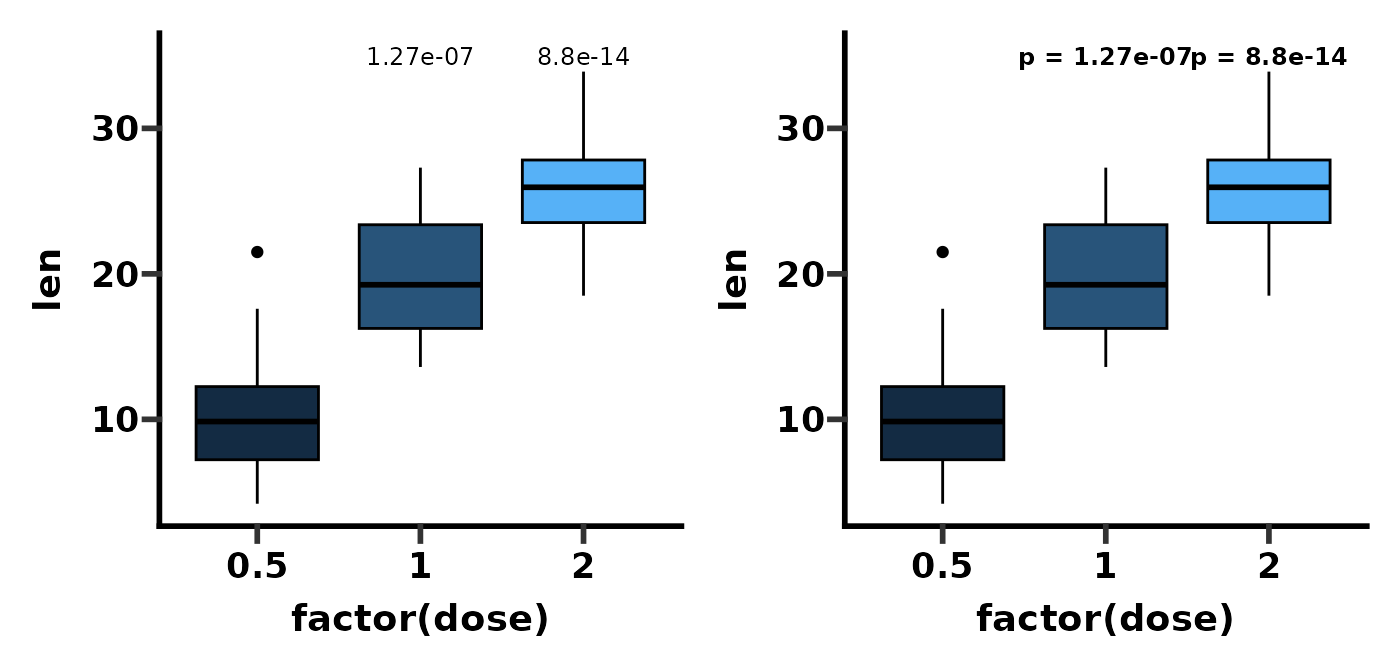 1.27e-07 8.8e-14
30
20
10
len
0.5 1 2
factor(dose)
p = 1.27e-07 p = 8.8e-14
30
20
10
len
0.5 1 2
factor(dose)